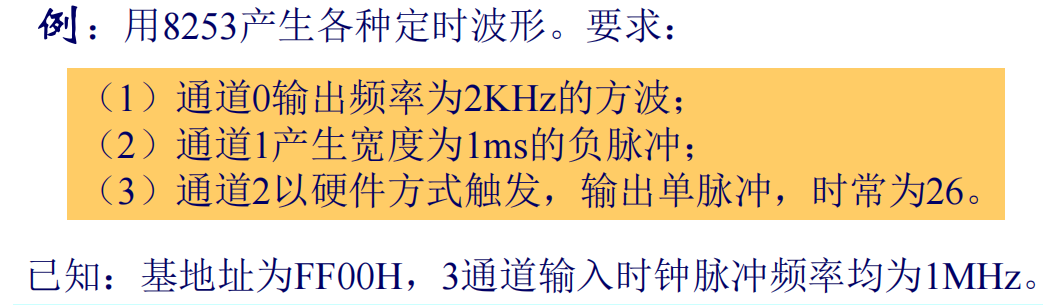 例：用8253产生各种定时波形。要求：
（1）通道0输出频率为2KHz的方波；
（2）通道1产生宽度为1ms的负脉冲；
（3）通道2以硬件方式触发，输出单脉冲，时常为26。
已知：基地址为FF00H，3通道输入时钟脉冲频率均为1MHz。